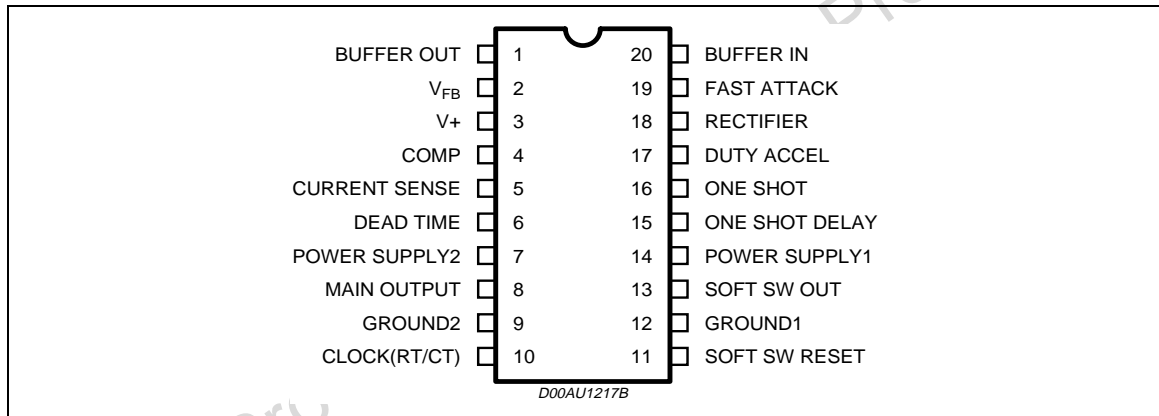 BUFFER OUT 1 20 BUFFER IN
VFB 2 19 FAST ATTACK
V+ 3 18 RECTIFIER
COMP 4 17 DUTY ACCEL
CURRENT SENSE 5 16 ONE SHOT
DEAD TIME 6 15 ONE SHOT DELAY
POWER SUPPLY2 7 14 POWER SUPPLY1
MAIN OUTPUT 8 13 SOFT SW OUT
GROUND2 9 12 GROUND1
CLOCK(RT/CT) 10 11 SOFT SW RESET
D00AU1217B